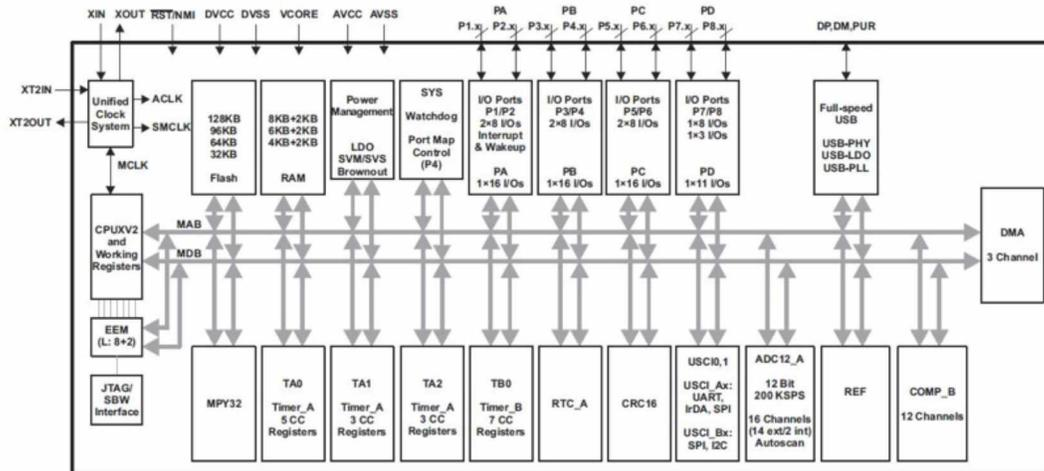 XIN XOUT RST/NMI DVCC DVSS VCORE AVCC AVSS
PA PB PC PD
P1.x P2.x P3.x P4.x P5.x P6.x P7.x P8.x
DP,DM,PUR
XT2IN
XT2OUT
Unified
Clock
System
ACLK
SMCLK
MCLK
128KB
96KB
64KB
32KB
Flash
8KB+2KB
6KB+2KB
4KB+2KB
RAM
Power
Management
LDO
SVM/SVS
Brownout
SYS
Watchdog
Port Map
Control
(P4)
I/O Ports
P1/P2
2×8 I/Os
Interrupt
& Wakeup
PA
1×16 I/Os
I/O Ports
P3/P4
2×8 I/Os
PB
1×16 I/Os
I/O Ports
P5/P6
2×8 I/Os
PC
1×16 I/Os
I/O Ports
P7/P8
1×8 I/Os
1×3 I/Os
PD
1×11 I/Os
Full-speed
USB
USB-PHY
USB-LDO
USB-PLL
CPUXV2
and
Working
Registers
MAB
MDB
DMA
3 Channel
EEM
(L: 8+2)
JTAG/
SBW
Interface
MPY32
TA0
Timer_A
5 CC
Registers
TA1
Timer_A
3 CC
Registers
TA2
Timer_A
3 CC
Registers
TB0
Timer_B
7 CC
Registers
RTC_A
CRC16
USCI0,1
USCI_Ax:
UART,
IrDA, SPI
USCI_Bx:
SPI, I2C
ADC12_A
12 Bit
200 KSPS
16 Channels
(14 ext/2 int)
Autoscan
REF
COMP_B
12 Channels